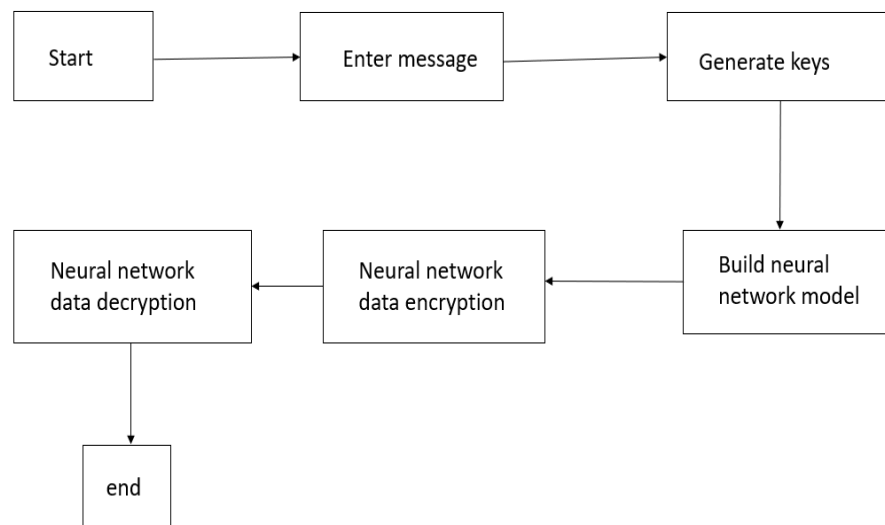 Start
Enter message
Generate keys
Build neural
network model
Neural network
data encryption
Neural network
data decryption
end